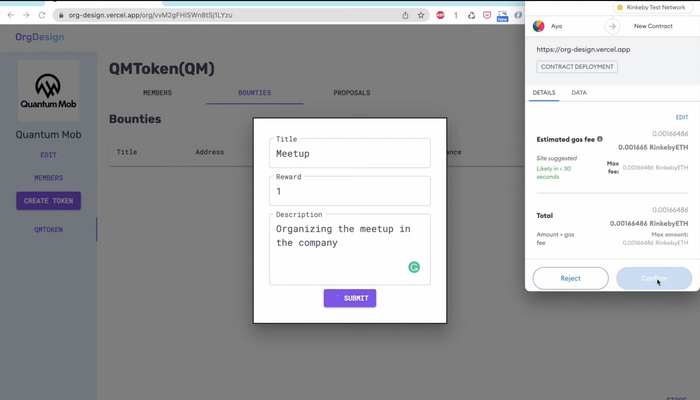 org-design.vercel.app/org/vvM2gFHlSWn8tSj1LYzu
OrgDesign
Quantum Mob
Quantum Mob
EDIT
MEMBERS
CREATE TOKEN
QMTOKEN
QMToken(QM)
MEMBERS
BOUNTIES
PROPOSALS
Bounties
Title
Address
Title
Meetup
Reward
1
Description
Organizing the meetup in
the company
SUBMIT
Rinkeby Test Network
Aya
New Contract
https://org-design.vercel.app
CONTRACT DEPLOYMENT
DETAILS
DATA
EDIT
0.00166486
Estimated gas fee
0.001665 RinkebyETH
Site suggested
Likely in < 30
seconds
Max
fee:
0.00166486 RinkebyETH
0.00166486
Total
0.00166486 RinkebyETH
Amount + gas
fee
Max amount:
0.00166486 RinkebyETH
Reject
Confirm